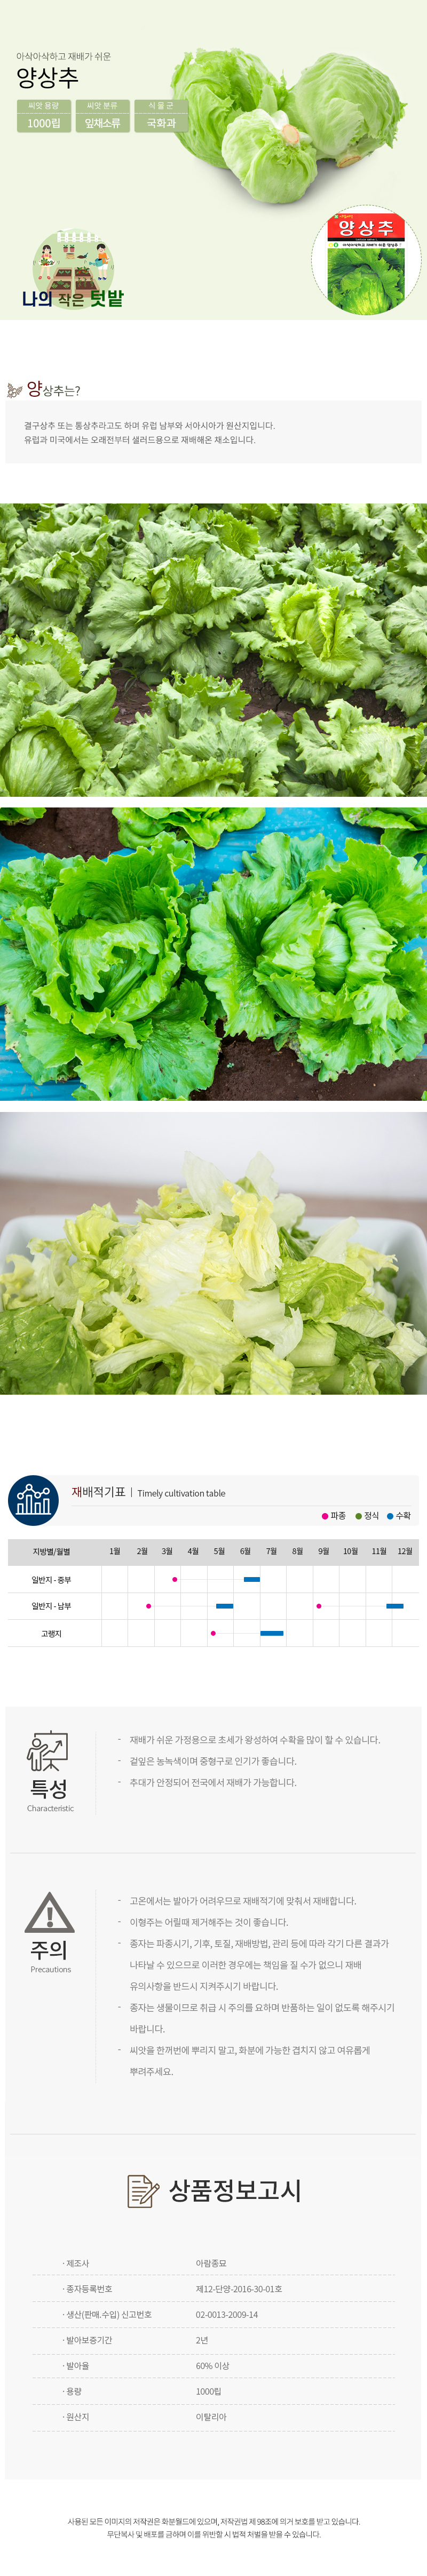 아삭아삭하고 재배가 쉬운
양상추
씨앗 용량 씨앗 분류 식 물 군
1000립 잎채소류 국화과
양상추
나의 작은 텃밭
양상추는?
결구상추 또는 통상추라고도 하며 유럽 남부와 서아시아가 원산지입니다.
유럽과 미국에서는 오래전부터 샐러드용으로 재배해온 채소입니다.
재배적기표 | Timely cultivation table
파종 정식 수확
지방별/월별 1월 2월 3월 4월 5월 6월 7월 8월 9월 10월 11월 12월
일반지 - 중부
일반지 - 남부
고랭지
특성
Characteristic
- 재배가 쉬운 가정용으로 초세가 왕성하여 수확을 많이 할 수 있습니다.
- 겉잎은 농녹색이며 중형구로 인기가 좋습니다.
- 추대가 안정되어 전국에서 재배가 가능합니다.
주의
Precautions
- 고온에서는 발아가 어려우므로 재배적기에 맞춰서 재배합니다.
- 이형주는 어릴때 제거해주는 것이 좋습니다.
- 종자는 파종시기, 기후, 토질, 재배방법, 관리 등에 따라 각기 다른 결과가
나타날 수 있으므로 이러한 경우에는 책임을 질 수가 없으니 재배
유의사항을 반드시 지켜주시기 바랍니다.
- 종자는 생물이므로 취급 시 주의를 요하며 반품하는 일이 없도록 해주시기
바랍니다.
- 씨앗을 한꺼번에 뿌리지 말고, 화분에 가능한 겹치지 않고 여유롭게
뿌려주세요.
상품정보고시
· 제조사 아람종묘
· 종자등록번호 제12-단양-2016-30-01호
· 생산(판매.수입) 신고번호 02-0013-2009-14
· 발아보증기간 2년
· 발아율 60% 이상
· 용량 1000립
· 원산지 이탈리아
사용된 모든 이미지의 저작권은 화분월드에 있으며, 저작권법 제 98조에 의거 보호를 받고 있습니다.
무단복사 및 배포를 금하며 이를 위반할 시 법적 처벌을 받을 수 있습니다.